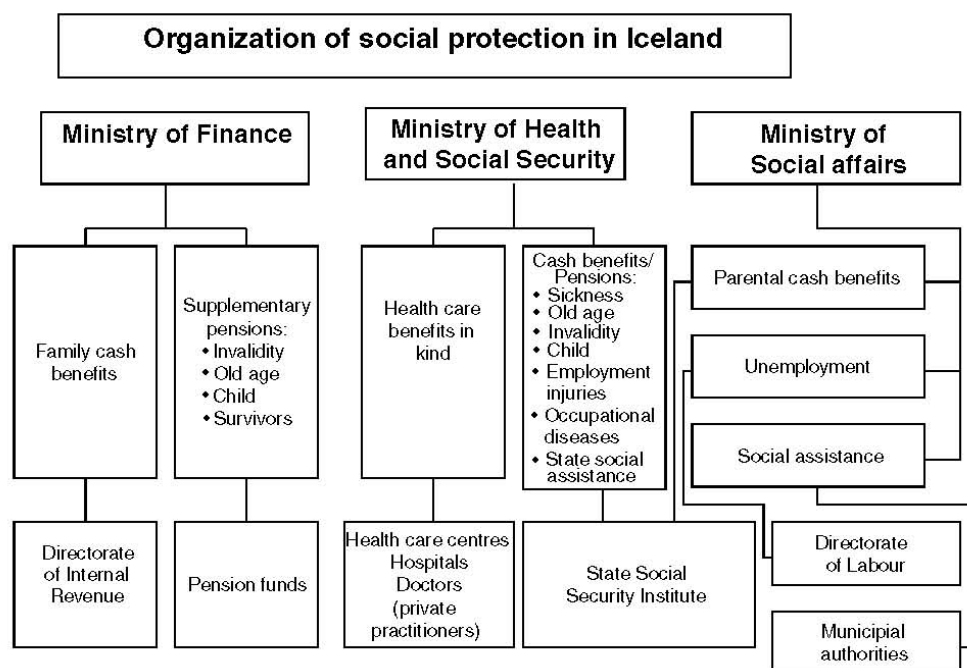 Organization of social protection in Iceland
Ministry of Finance
Ministry of Health
and Social Security
Ministry of
Social affairs
Family cash
benefits
Supplementary
pensions:
◆ Invalidity
◆ Old age
◆ Child
◆ Survivors
Health care
benefits in
kind
Cash benefits/
Pensions:
◆ Sickness
◆ Old age
◆ Invalidity
◆ Child
◆ Employment
injuries
◆ Occupational
diseases
◆ State social
assistance
Parental cash benefits
Unemployment
Social assistance
Directorate
of Internal
Revenue
Pension funds
Health care centres
Hospitals
Doctors
(private
practitioners)
State Social
Security Institute
Directorate
of Labour
Municipial
authorities